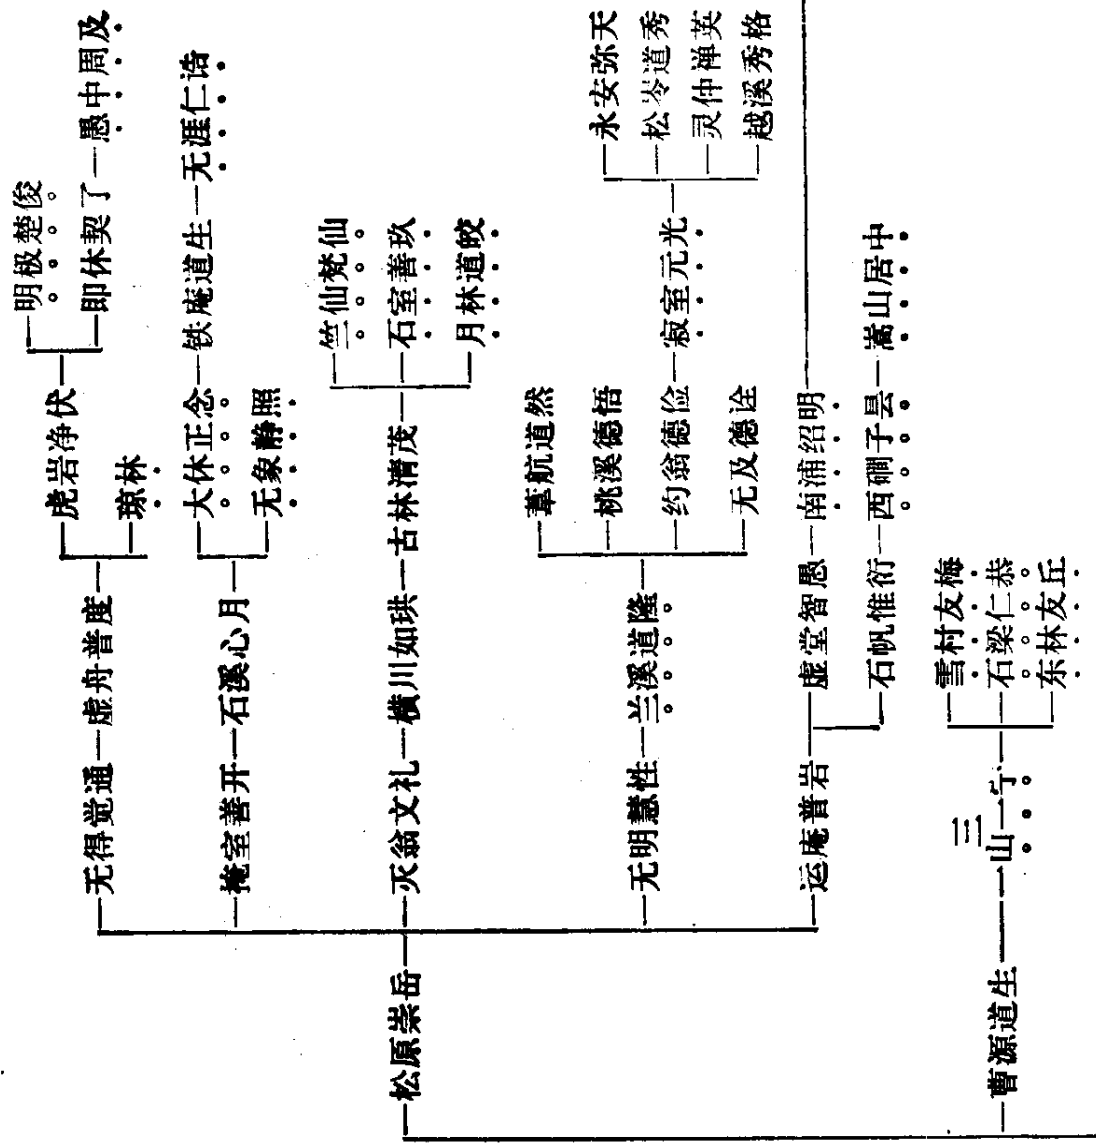 松原崇岳
无得觉通
虚舟普度
虎岩净伏
明极楚俊
即休契了
愚中周及
琼林
掩室善开
石溪心月
大休正念
铁庵道生
无涯仁浩
无象静照
灭翁文礼
横川如珙
古林清茂
竺仙梵仙
石室善玖
月林道皎
无明慧性
兰溪道隆
苇航道然
桃溪德悟
约翁德俭
寂室元光
永安弥天
松岺道秀
灵仲禅英
越溪秀格
无及德诠
运庵普岩
虚堂智愚
南浦绍明
石帆惟衍
西磵子昙
嵩山居中
曹源道生
三
山一宁
雪村友梅
石梁仁恭
东林友丘